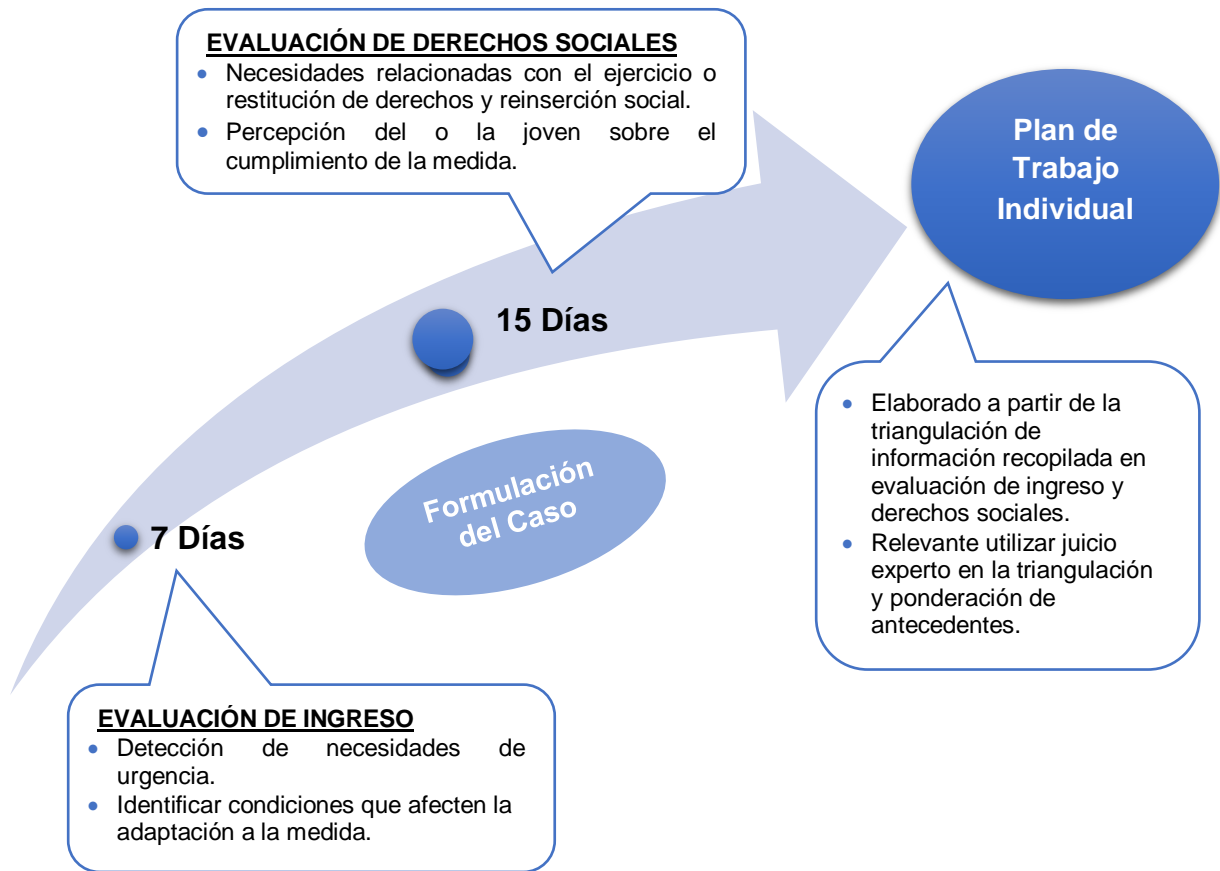 EVALUACIÓN DE DERECHOS SOCIALES
• Necesidades relacionadas con el ejercicio o
restitución de derechos y reinserción social.
• Percepción del o la joven sobre el
cumplimiento de la medida.
Plan de
Trabajo
Individual
15 Días
7 Días
Formulación
del Caso
• Elaborado a partir de la
triangulación de
información recopilada en
evaluación de ingreso y
derechos sociales.
• Relevante utilizar juicio
experto en la triangulación
y ponderación de
antecedentes.
EVALUACIÓN DE INGRESO
• Detección de necesidades de
urgencia.
• Identificar condiciones que afecten la
adaptación a la medida.